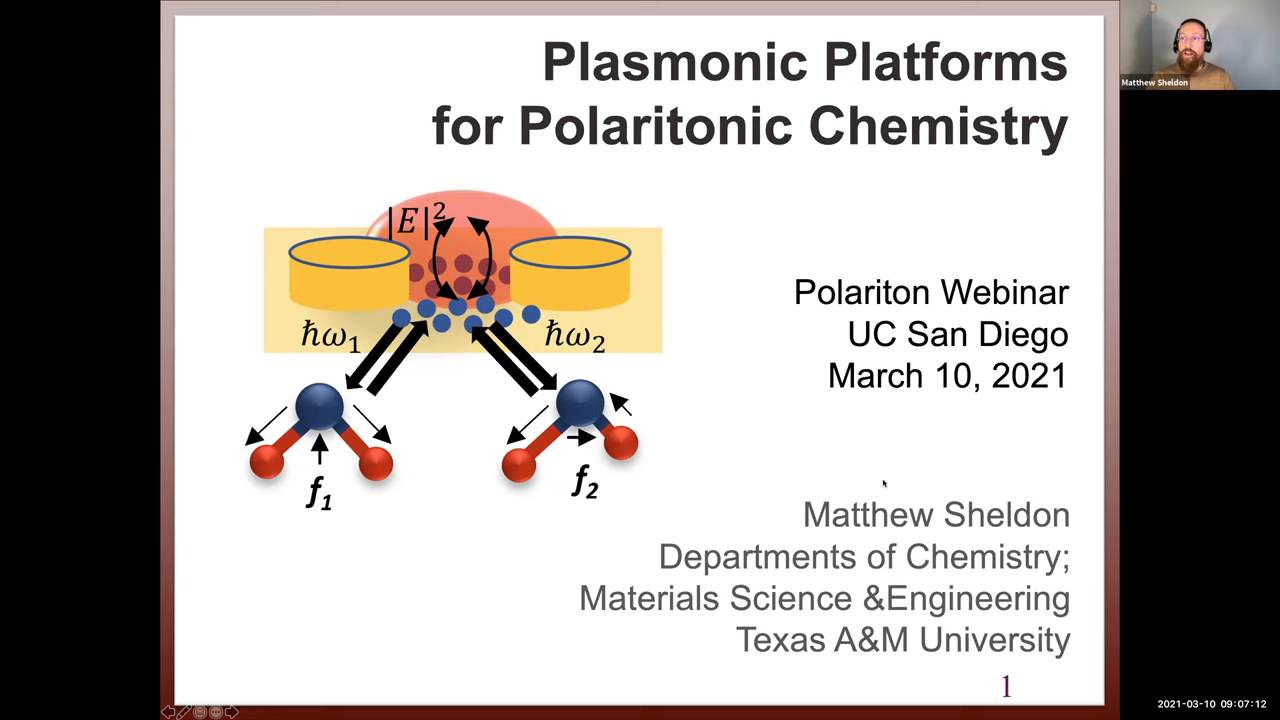 Plasmonic Platforms
for Polaritonic Chemistry
Matthew Sheldon
|E|²
ħω₁
ħω₂
f₁
f₂
Polariton Webinar
UC San Diego
March 10, 2021
Matthew Sheldon
Departments of Chemistry;
Materials Science &Engineering
Texas A&M University
1
2021-03-10 09:07:12